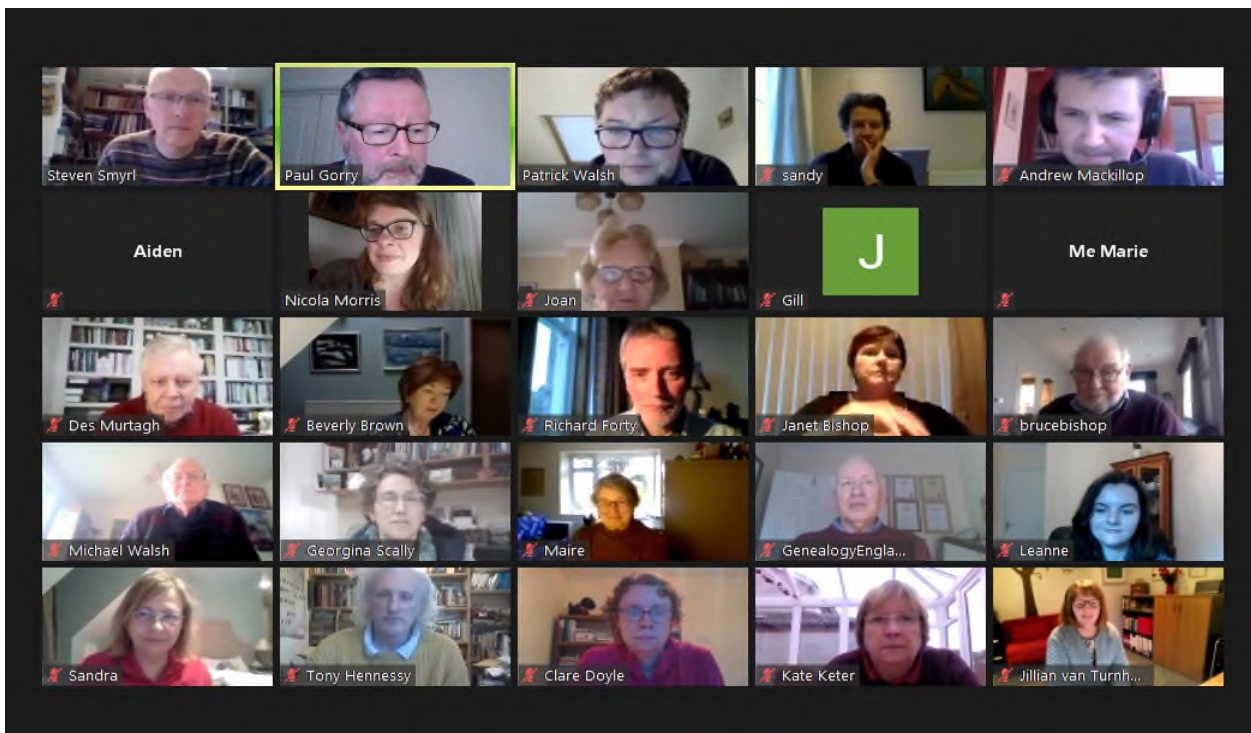 Steven Smyrl
Paul Gorry
Patrick Walsh
sandy
Andrew Mackillop
Aiden
Nicola Morris
Joan
J
Gill
Me Marie
Des Murtagh
Beverly Brown
Richard Forty
Janet Bishop
brucebishop
Michael Walsh
Georgina Scally
Maire
GenealogyEngla...
Leanne
Sandra
Tony Hennessy
Clare Doyle
Kate Keter
Jillian van Turnh...